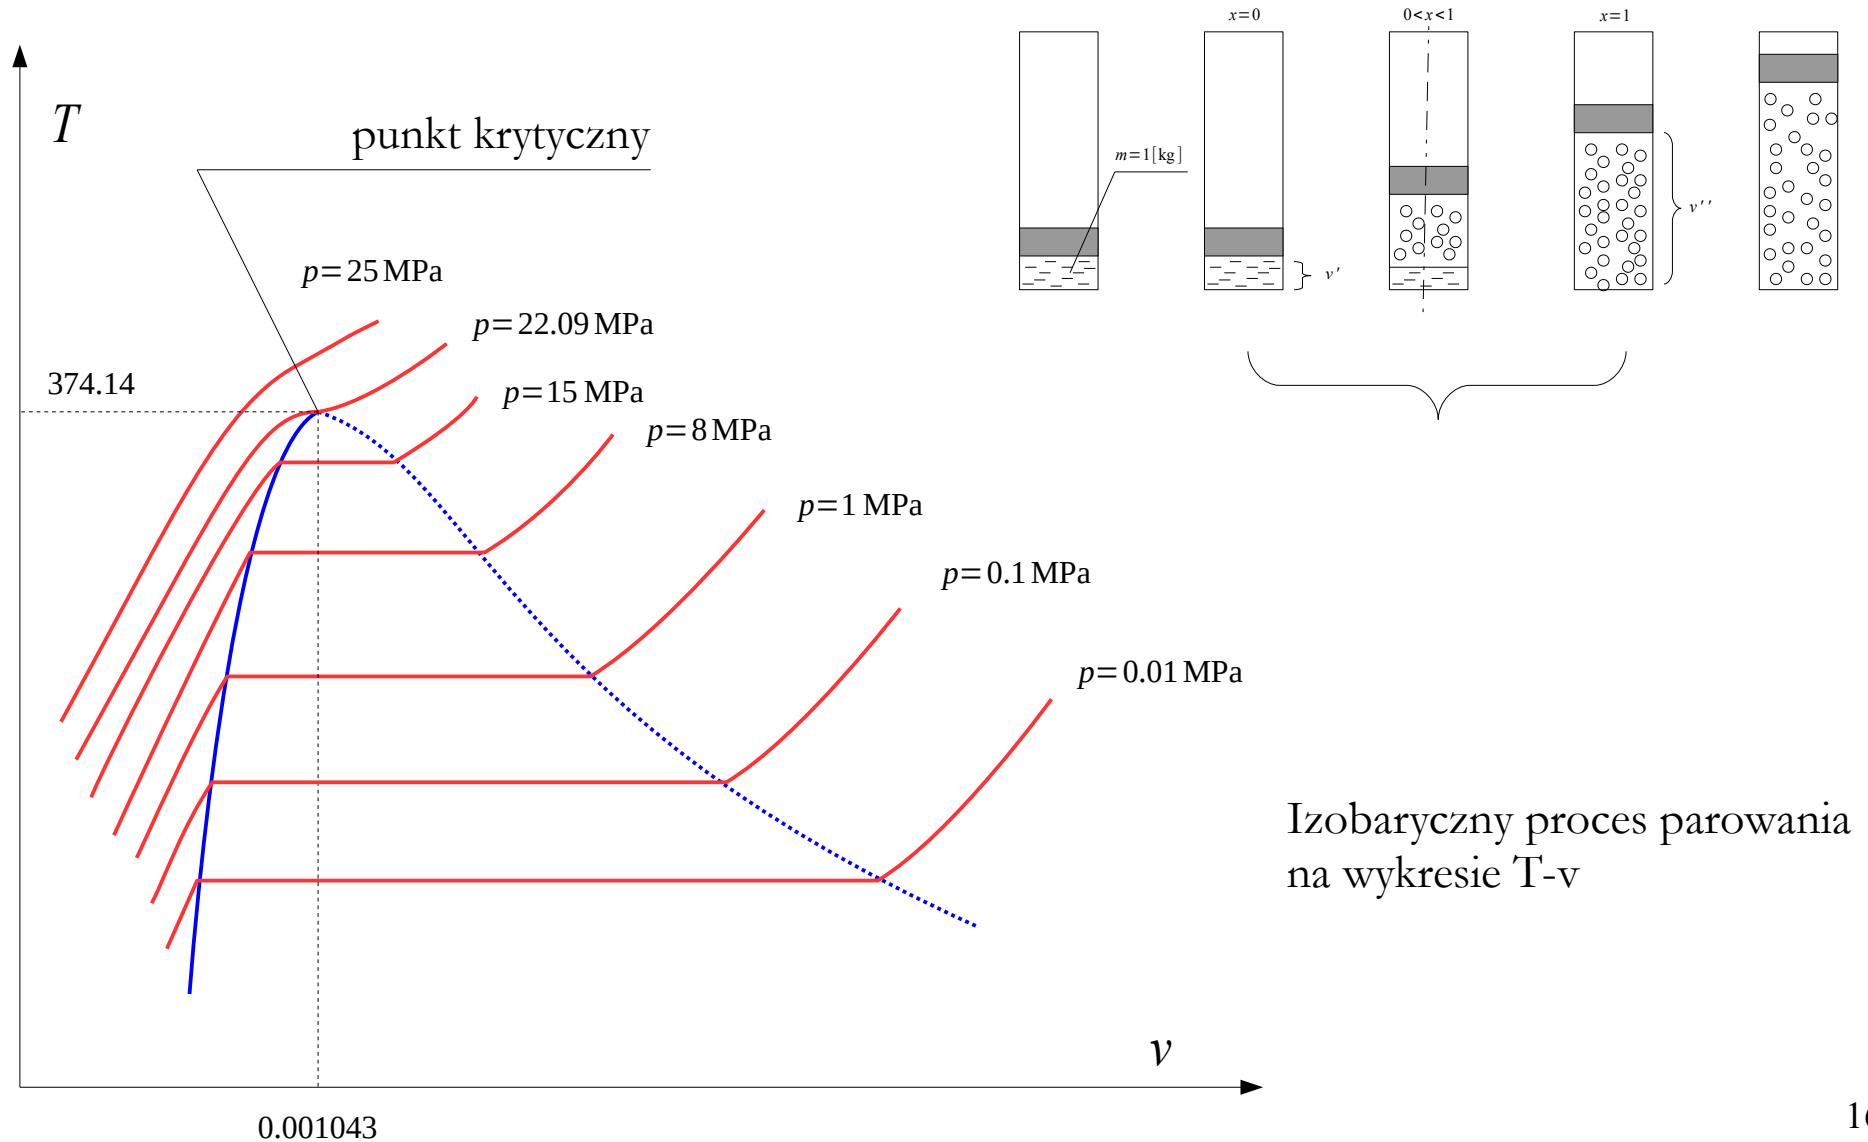 x=0
0<x<1
x=1
T
punkt krytyczny
m=1[kg]
v''
v'
p=25 MPa
p=22.09 MPa
374.14
p=15 MPa
p=8 MPa
p=1 MPa
p=0.1 MPa
p=0.01 MPa
Izobaryczny proces parowania
na wykresie T-v
v
0.001043